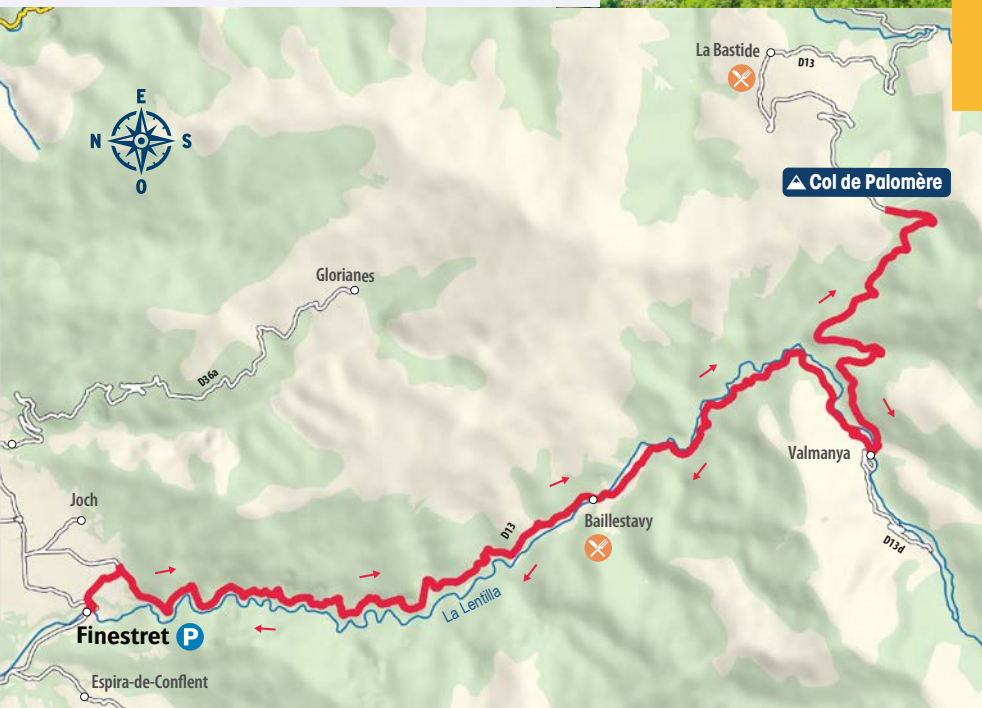 La Bastide
D13
E
N
S
O
Col de Palomère
Glorianes
D36a
Valmanya
Joch
D13
Baillestavy
D13d
La Lentilla
Finestret P
Espira-de-Conflent